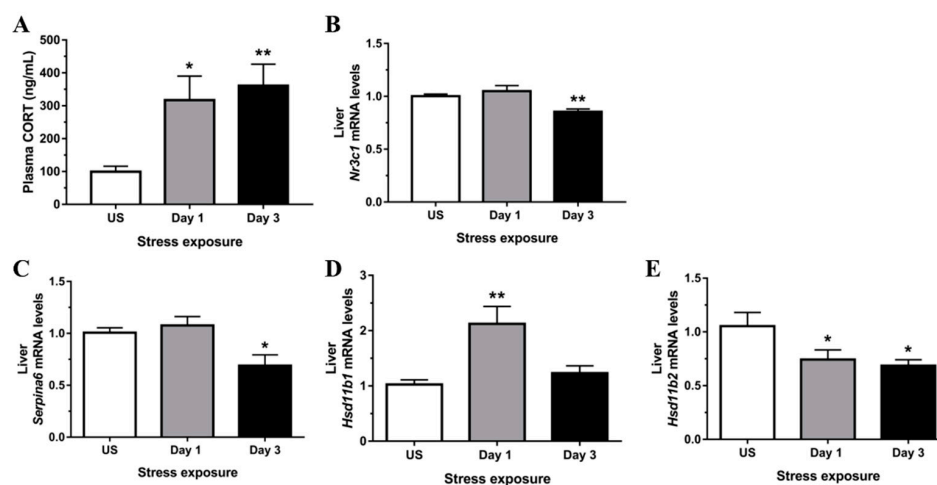 A
Plasma CORT (ng/mL)
500
400
300
200
100
0
*
**
US Day 1 Day 3
Stress exposure
B
Liver
Nr3c1 mRNA levels
1.5
1.0
0.5
0.0
**
US Day 1 Day 3
Stress exposure
C
Liver
Serpina6 mRNA levels
1.5
1.0
0.5
0.0
*
US Day 1 Day 3
Stress exposure
D
Liver
Hsd11b1 mRNA levels
3
2
1
0
**
US Day 1 Day 3
Stress exposure
E
Liver
Hsd11b2 mRNA levels
1.5
1.0
0.5
0.0
*
*
US Day 1 Day 3
Stress exposure